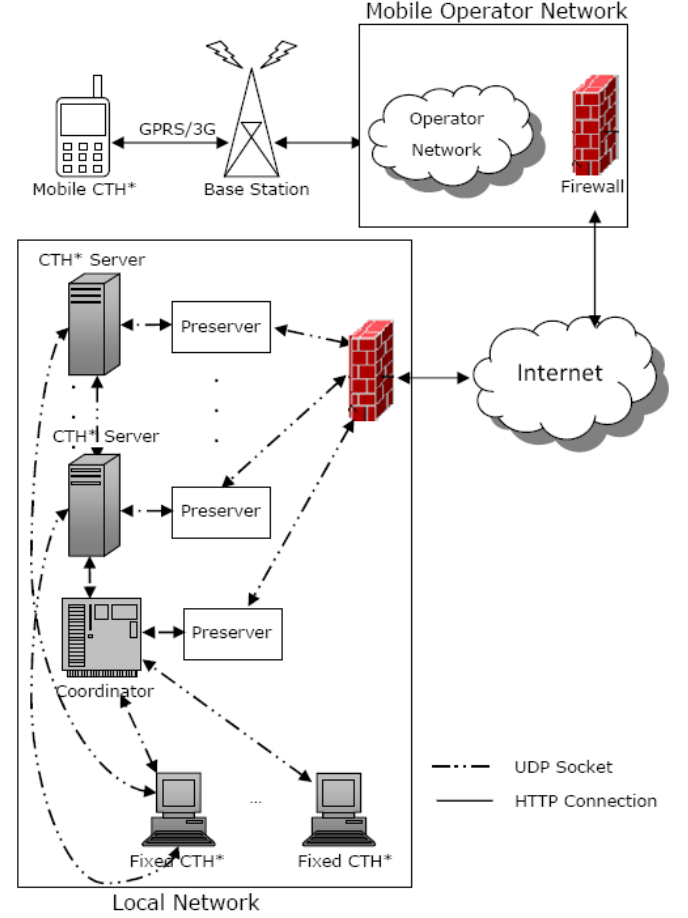 Mobile Operator Network
GPRS/3G
Operator
Network
Mobile CTH*
Base Station
Firewall
CTH* Server
Preserver
Internet
CTH* Server
Preserver
Preserver
Coordinator
UDP Socket
...
HTTP Connection
Fixed CTH*
Fixed CTH*
Local Network